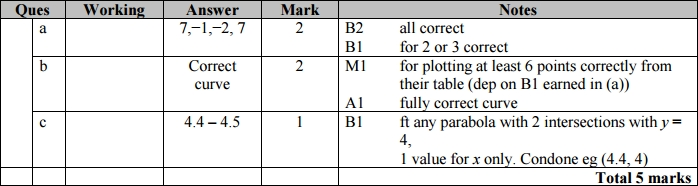 Ques Working Answer Mark Notes
a 7,−1,−2, 7 2 B2 all correct
B1 for 2 or 3 correct
b Correct 2 M1 for plotting at least 6 points correctly from
curve their table (dep on B1 earned in (a))
A1 fully correct curve
c 4.4 – 4.5 1 B1 ft any parabola with 2 intersections with y =
4,
1 value for x only. Condone eg (4.4, 4)
Total 5 marks